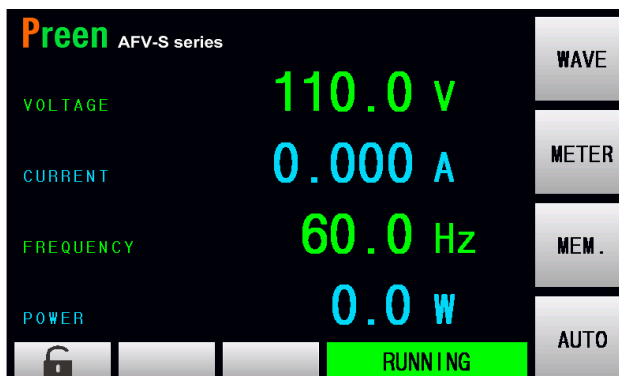 Preen AFV-S series
WAVE
VOLTAGE 110.0 V
METER
CURRENT 0.000 A
FREQUENCY 60.0 Hz
MEM.
POWER 0.0 W
AUTO
RUNNING